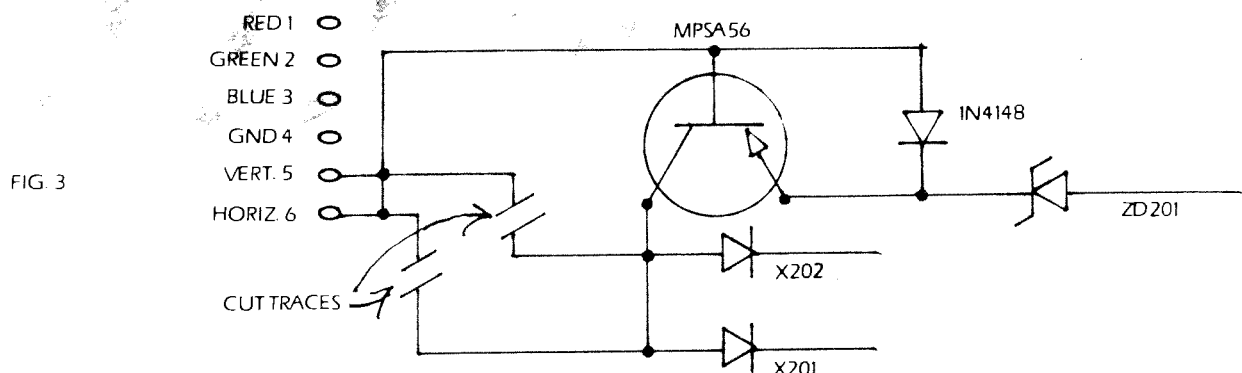 RED 1
MPSA56
GREEN 2
BLUE 3
1N4148
GND 4
VERT. 5
FIG. 3
HORIZ. 6
ZD201
X202
CUT TRACES
X201